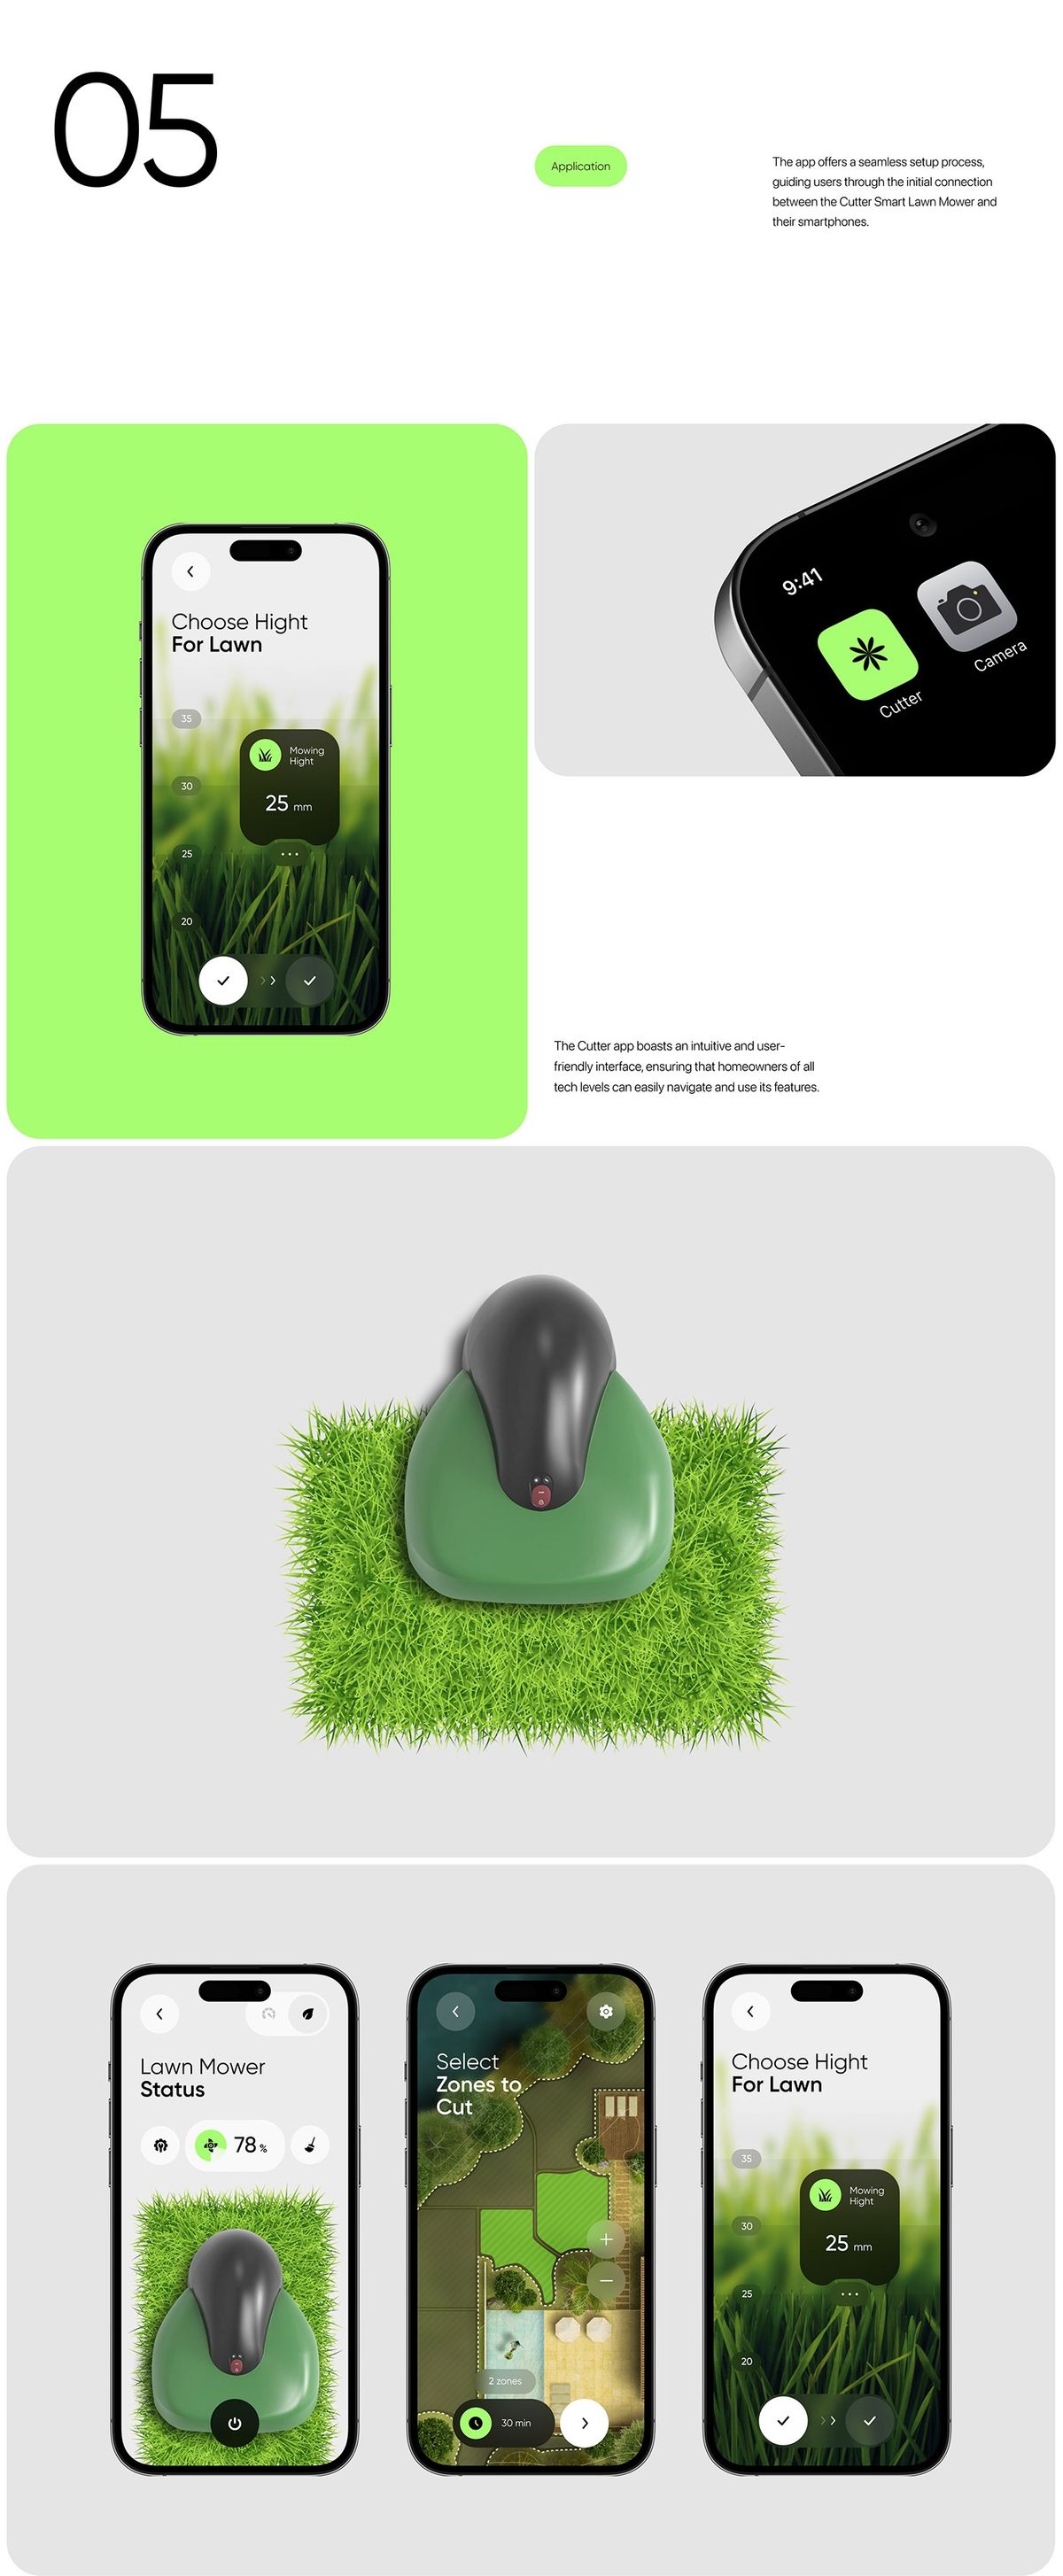 05
Application
The app offers a seamless setup process,
guiding users through the initial connection
between the Cutter Smart Lawn Mower and
their smartphones.
Choose Hight
For Lawn
35
Mowing
Hight
30
25 mm
25
20
9:41
Cutter
Camera
The Cutter app boasts an intuitive and user-
friendly interface, ensuring that homeowners of all
tech levels can easily navigate and use its features.
Lawn Mower
Status
78 %
Select
Zones to
Cut
2 zones
30 min
Choose Hight
For Lawn
35
Mowing
Hight
30
25 mm
25
20